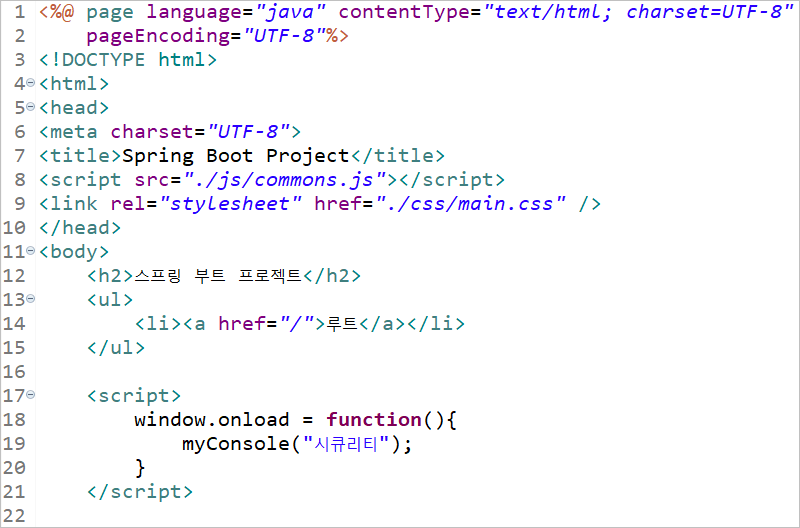 1 <%@ page language="java" contentType="text/html; charset=UTF-8"
2     pageEncoding="UTF-8"%>
3 <!DOCTYPE html>
4 <html>
5 <head>
6 <meta charset="UTF-8">
7 <title>Spring Boot Project</title>
8 <script src="./js/commons.js"></script>
9 <link rel="stylesheet" href="./css/main.css" />
10 </head>
11 <body>
12     <h2>스프링 부트 프로젝트</h2>
13     <ul>
14         <li><a href="/">루트</a></li>
15     </ul>
16
17     <script>
18         window.onload = function(){
19             myConsole("시큐리티");
20         }
21     </script>
22